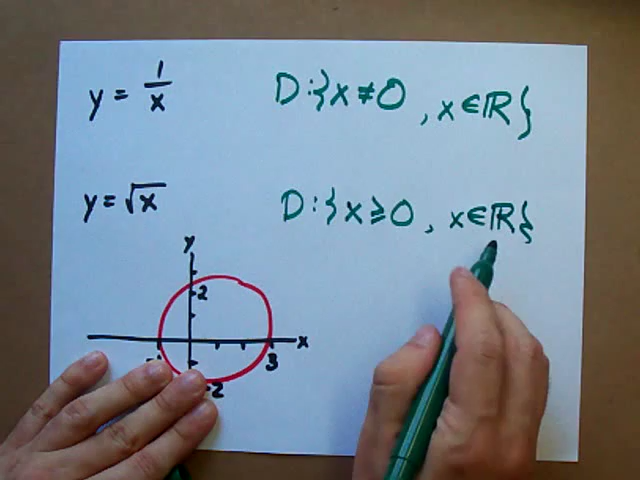 y = 1/x D:{x ≠ 0 , x ∈ ℝ}
y = √x D:{x ≥ 0 , x ∈ ℝ}
y
2
x
3
-2